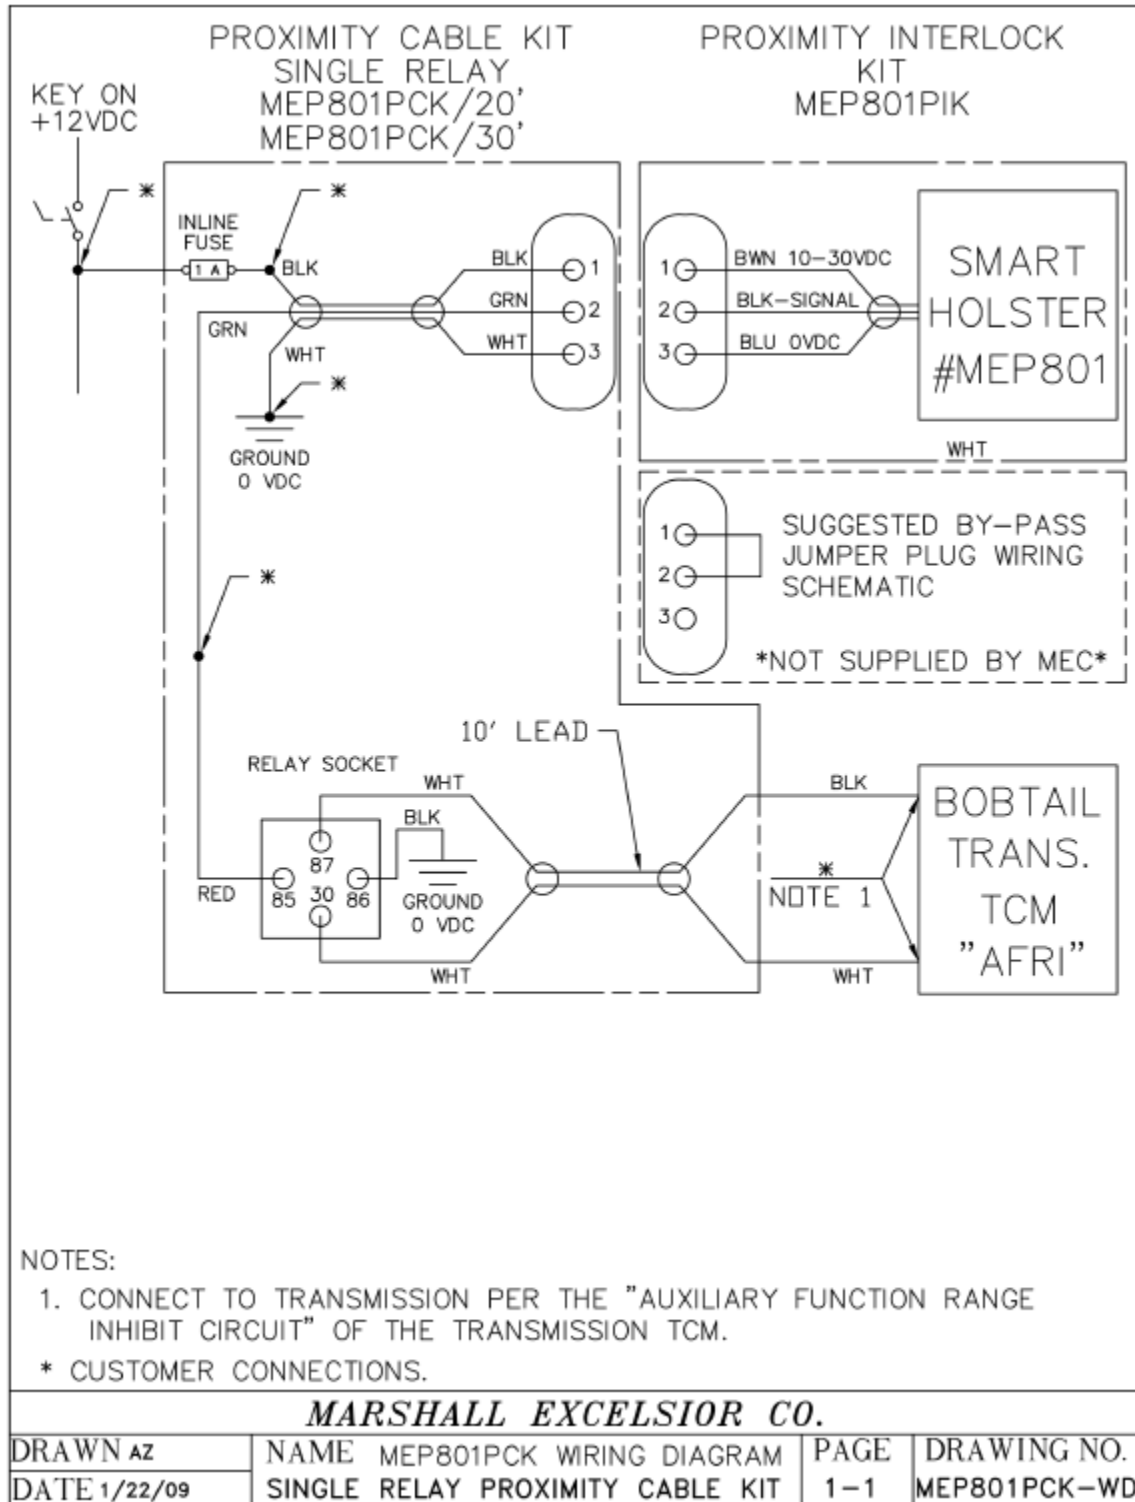 PROXIMITY CABLE KIT
SINGLE RELAY
MEP801PCK/20'
MEP801PCK/30'
PROXIMITY INTERLOCK
KIT
MEP801PIK
KEY ON
+12VDC
*
*
INLINE
FUSE
1 A
BLK
GRN
WHT
*
GROUND
0 VDC
BLK
GRN
WHT
1
2
3
1
2
3
BWN 10-30VDC
BLK-SIGNAL
BLU 0VDC
SMART
HOLSTER
#MEP801
WHT
1
2
3
SUGGESTED BY-PASS
JUMPER PLUG WIRING
SCHEMATIC
*NOT SUPPLIED BY MEC*
*
10' LEAD
RELAY SOCKET
WHT
BLK
87
85
30
86
RED
GROUND
0 VDC
WHT
BLK
*
NOTE 1
WHT
BOBTAIL
TRANS.
TCM
"AFRI"
NOTES:
1. CONNECT TO TRANSMISSION PER THE "AUXILIARY FUNCTION RANGE
INHIBIT CIRCUIT" OF THE TRANSMISSION TCM.
* CUSTOMER CONNECTIONS.
MARSHALL EXCELSIOR CO.
DRAWN AZ
DATE 1/22/09
NAME MEP801PCK WIRING DIAGRAM
SINGLE RELAY PROXIMITY CABLE KIT
PAGE
1-1
DRAWING NO.
MEP801PCK-WD